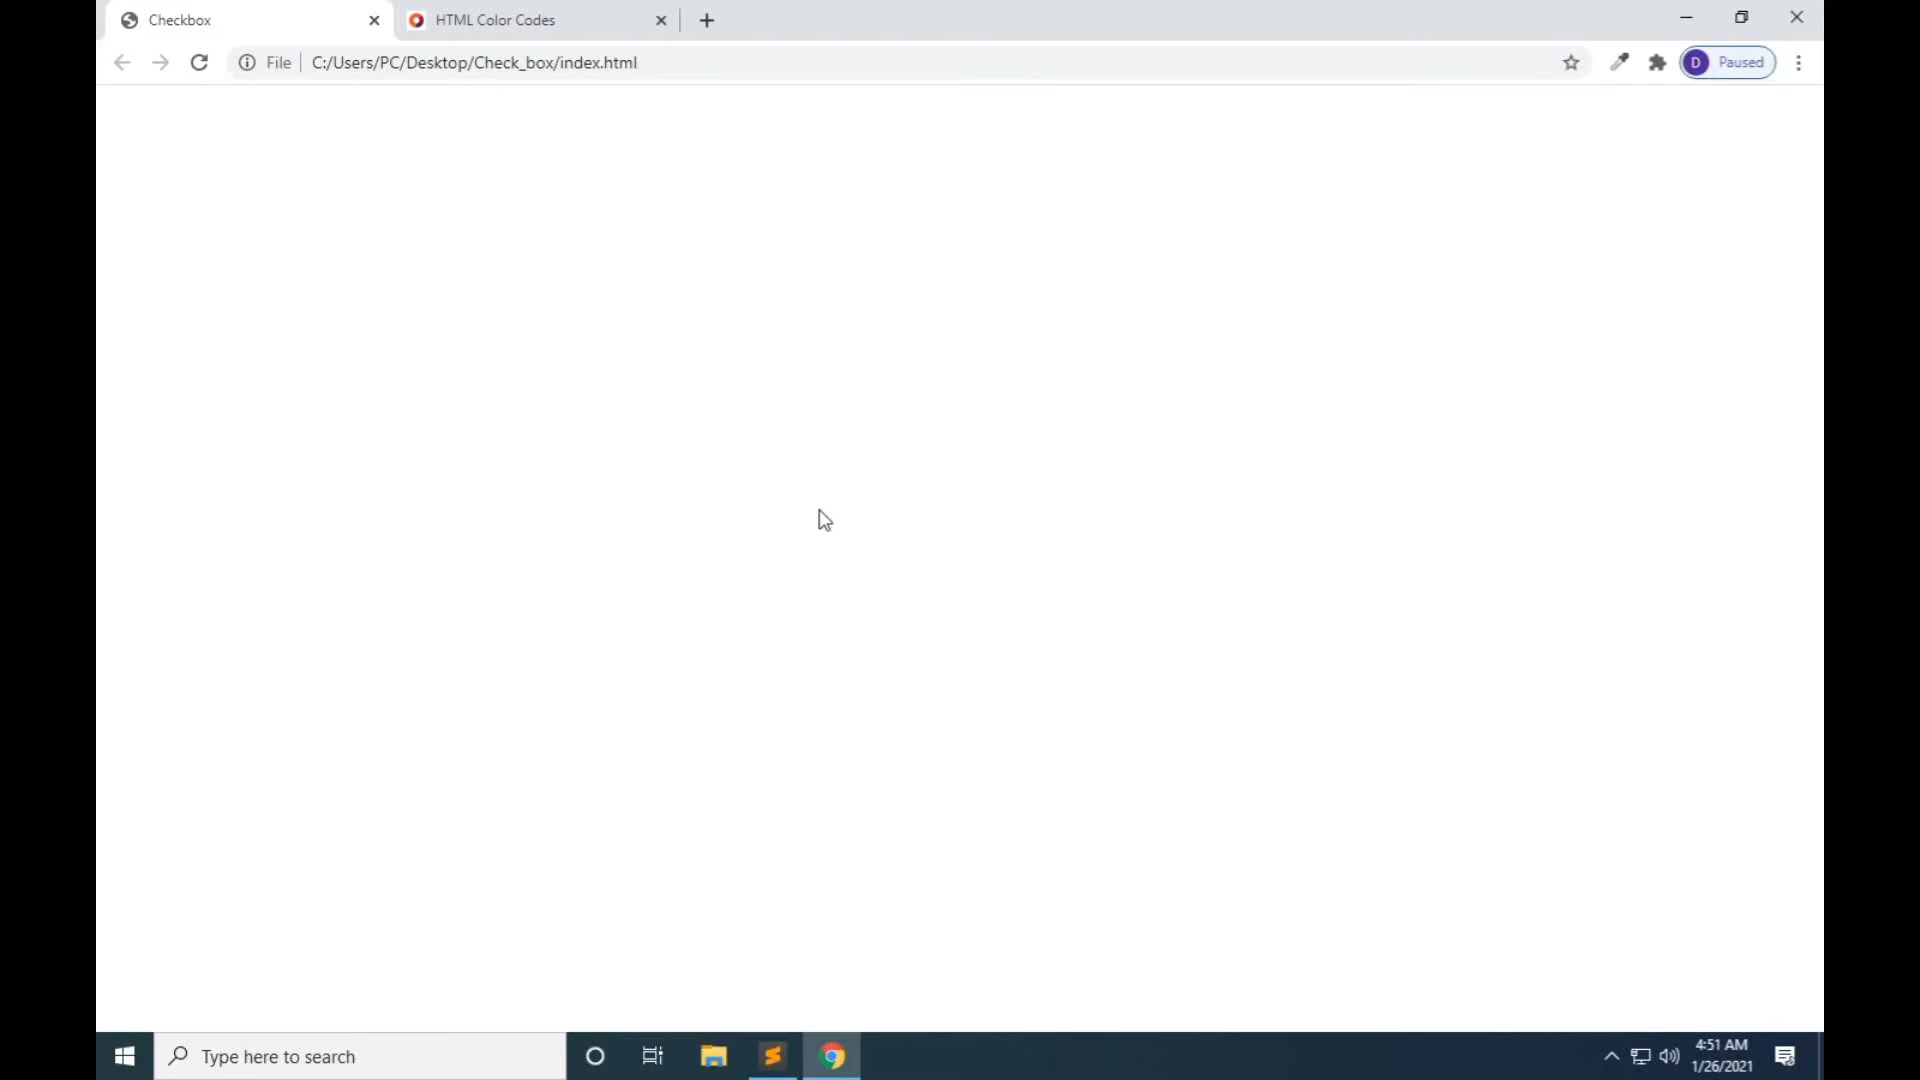 Checkbox
HTML Color Codes
File
C:/Users/PC/Desktop/Check_box/index.html
D
Paused
Type here to search
4:51 AM
1/26/2021